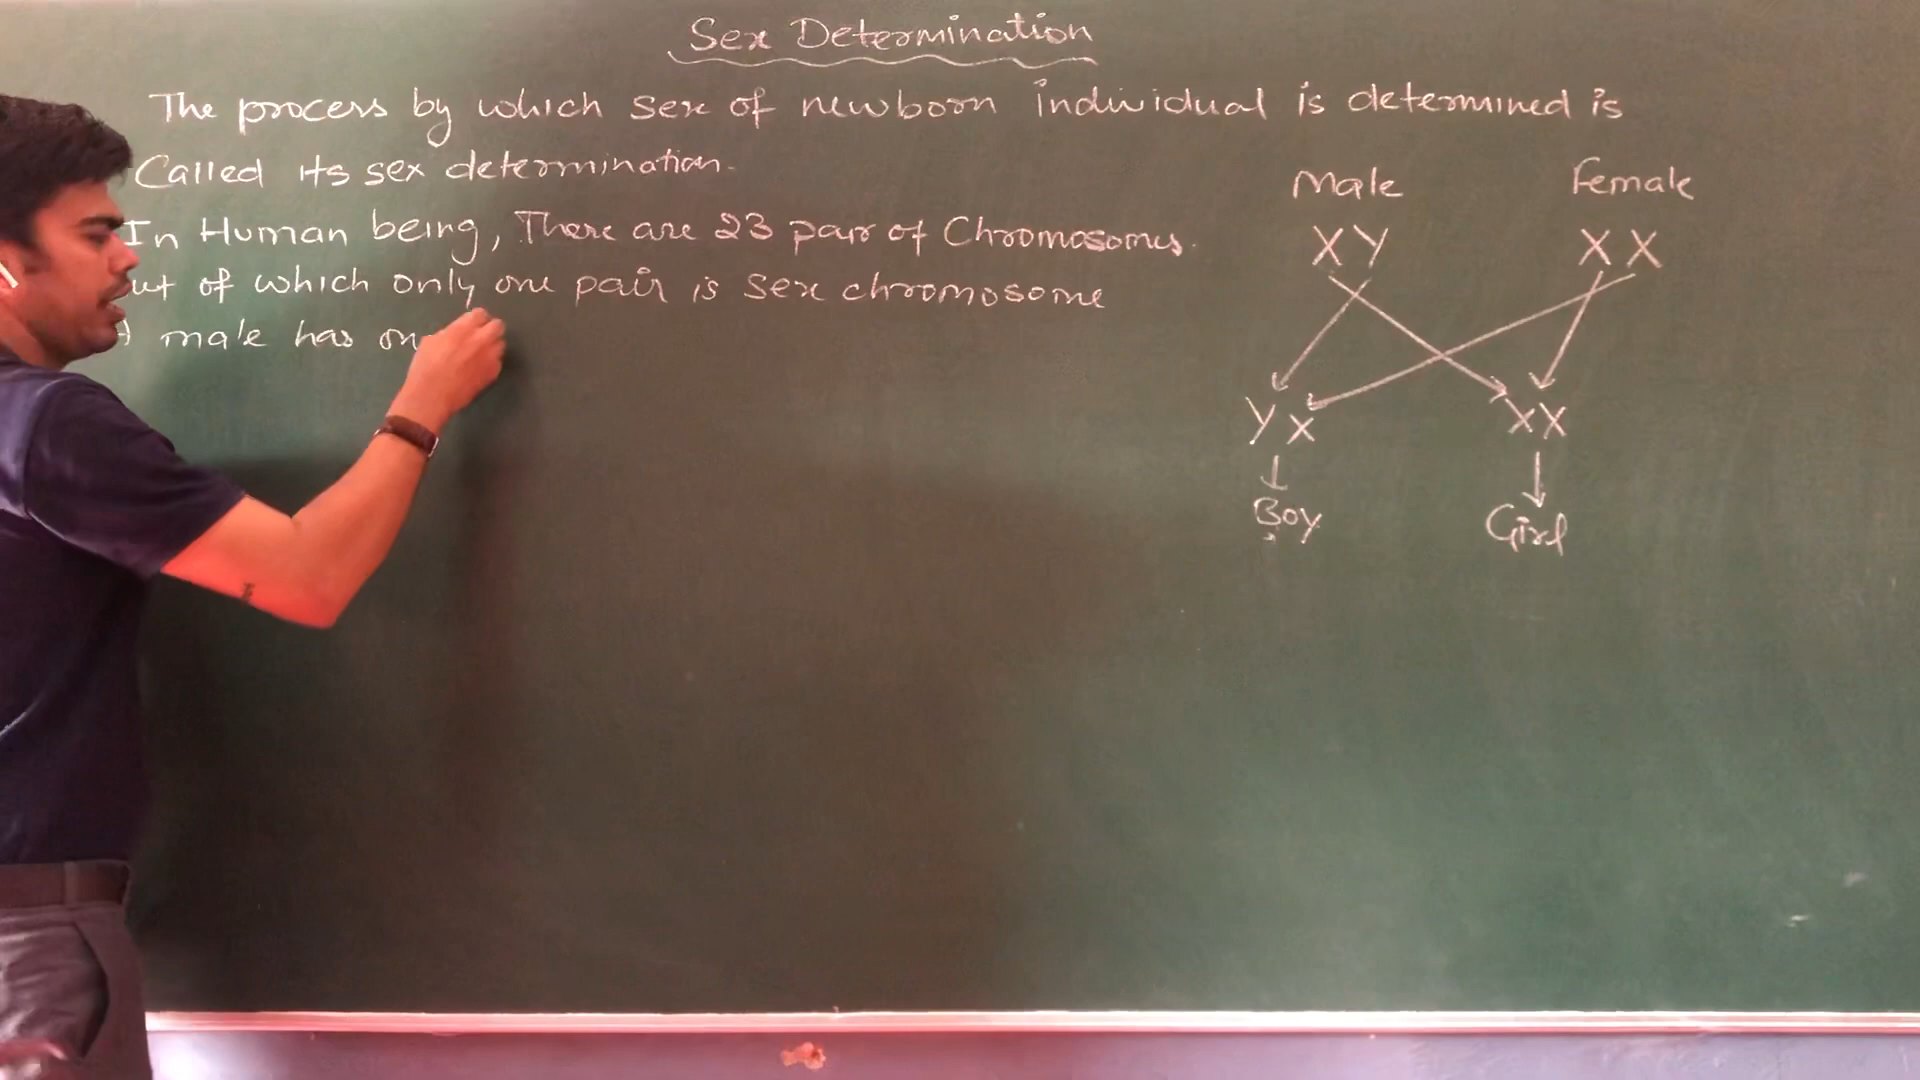 Sex Determination
The process by which sex of newborn individual is determined is
Called its sex determination.
In Human being, There are 23 pair of Chromosomes.
of which only one pair is sex chromosome
male has
Male Female
XY XX
YX XX
Boy Girl